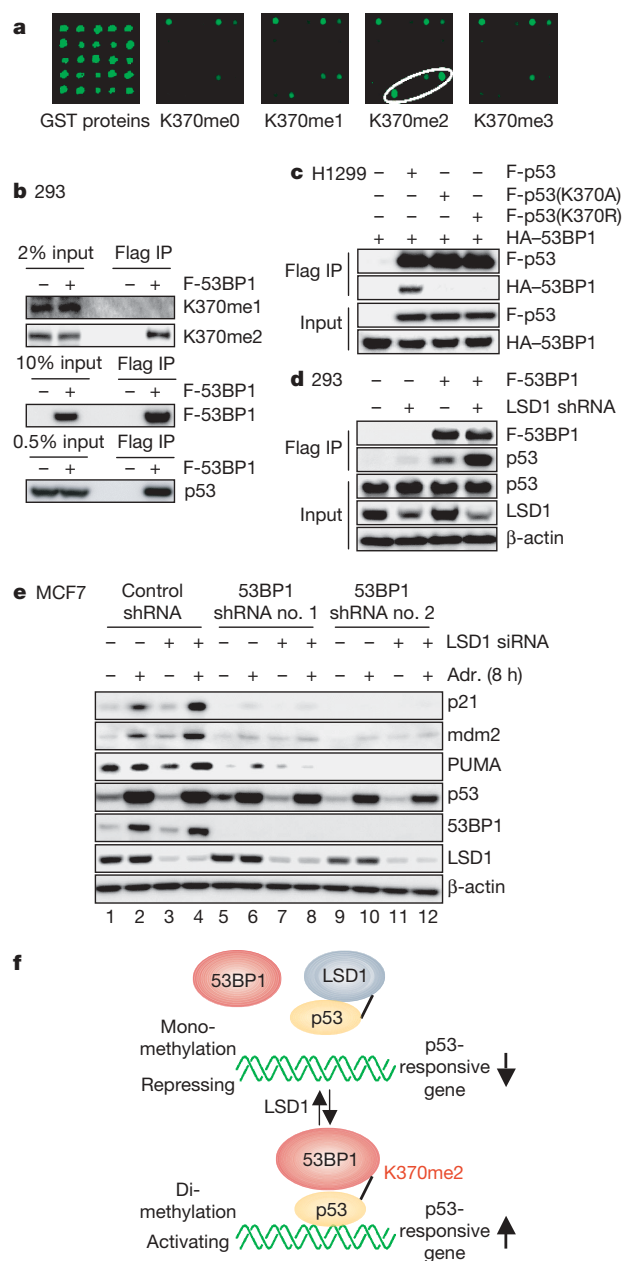 a
GST proteins K370me0 K370me1 K370me2 K370me3
b 293
2% input Flag IP
– + – + F-53BP1
K370me1
K370me2
10% input Flag IP
– + – + F-53BP1
F-53BP1
0.5% input Flag IP
– + – + F-53BP1
p53
c H1299
+ F-p53
+ F-p53(K370A)
+ F-p53(K370R)
+ + + + HA–53BP1
Flag IP
F-p53
HA–53BP1
Input
F-p53
HA–53BP1
d 293
– – + + F-53BP1
– + – + LSD1 shRNA
Flag IP
F-53BP1
p53
Input
p53
LSD1
β-actin
e MCF7
Control shRNA
53BP1 shRNA no. 1
53BP1 shRNA no. 2
– – + + – – + + – – + + LSD1 siRNA
– + – + – + – + – + – + Adr. (8 h)
p21
mdm2
PUMA
p53
53BP1
LSD1
β-actin
1 2 3 4 5 6 7 8 9 10 11 12
f
53BP1
LSD1
p53
Mono-
methylation
Repressing
p53-
responsive
gene
LSD1
53BP1
K370me2
p53
Di-
methylation
Activating
p53-
responsive
gene